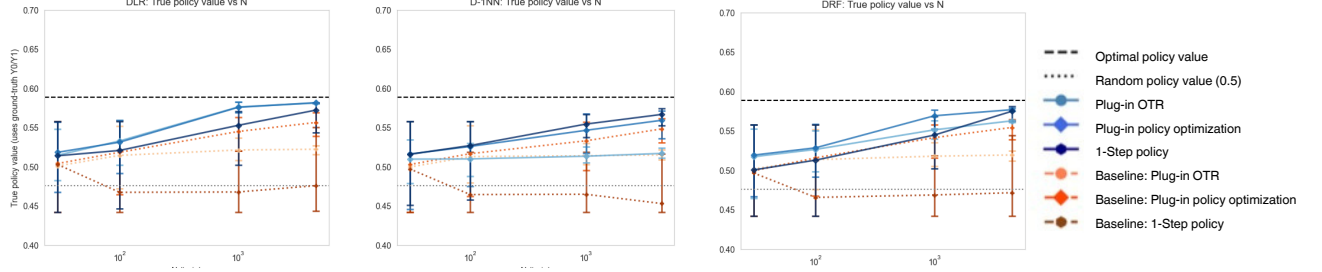 DLR: True policy value vs N
D-1NN: True policy value vs N
DRF: True policy value vs N
True policy value (uses ground-truth Y0/Y1)
0.70
0.65
0.60
0.55
0.50
0.45
0.40
10²
10³
0.70
0.65
0.60
0.55
0.50
0.45
0.40
10²
10³
0.70
0.65
0.60
0.55
0.50
0.45
0.40
10²
10³
Optimal policy value
Random policy value (0.5)
Plug-in OTR
Plug-in policy optimization
1-Step policy
Baseline: Plug-in OTR
Baseline: Plug-in policy optimization
Baseline: 1-Step policy